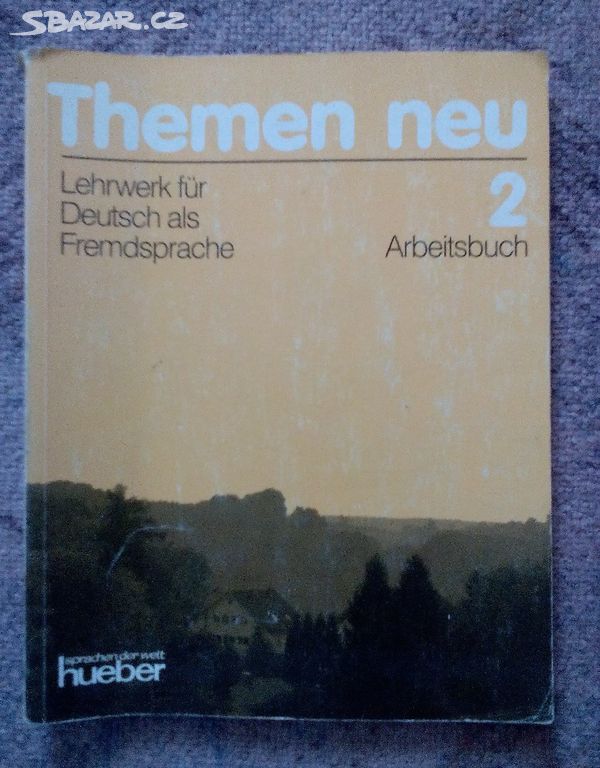 SBAZAR.CZ
Themen neu
Lehrwerk für
Deutsch als
Fremdsprache
2
Arbeitsbuch
sprachen der welt
hueber